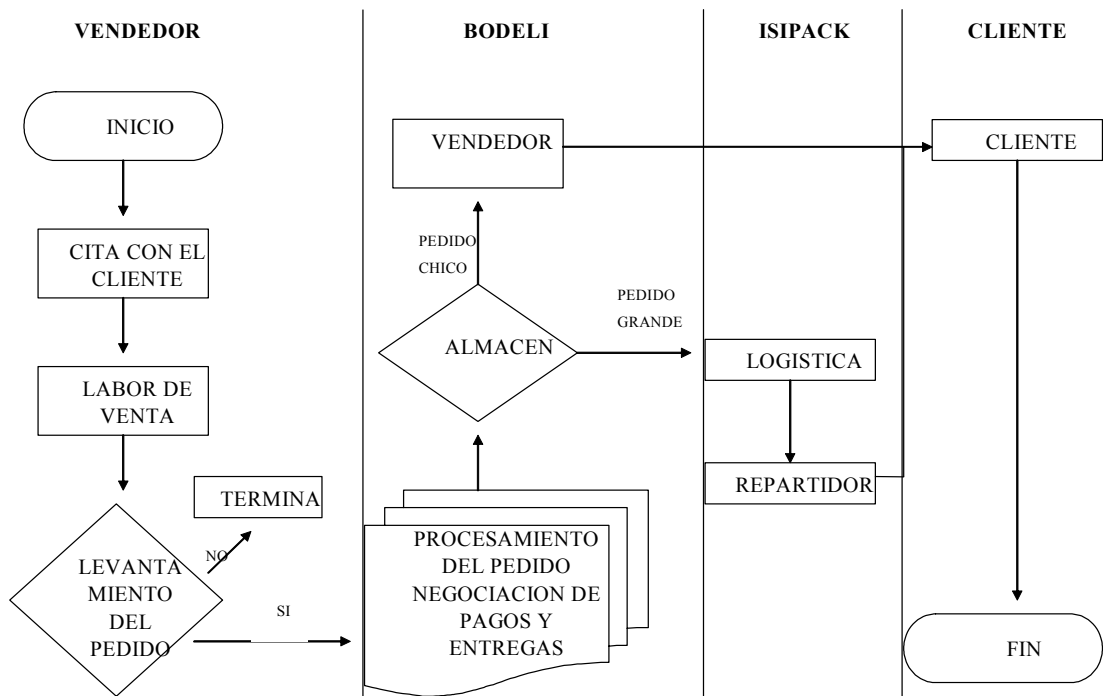 VENDEDOR
BODELI
ISIPACK
CLIENTE
INICIO
CITA CON EL
CLIENTE
LABOR DE
VENTA
TERMINA
NO
LEVANTA
MIENTO
DEL
PEDIDO
SI
VENDEDOR
PEDIDO
CHICO
PEDIDO
GRANDE
ALMACEN
PROCESAMIENTO
DEL PEDIDO
NEGOCIACION DE
PAGOS Y
ENTREGAS
LOGISTICA
REPARTIDOR
CLIENTE
FIN